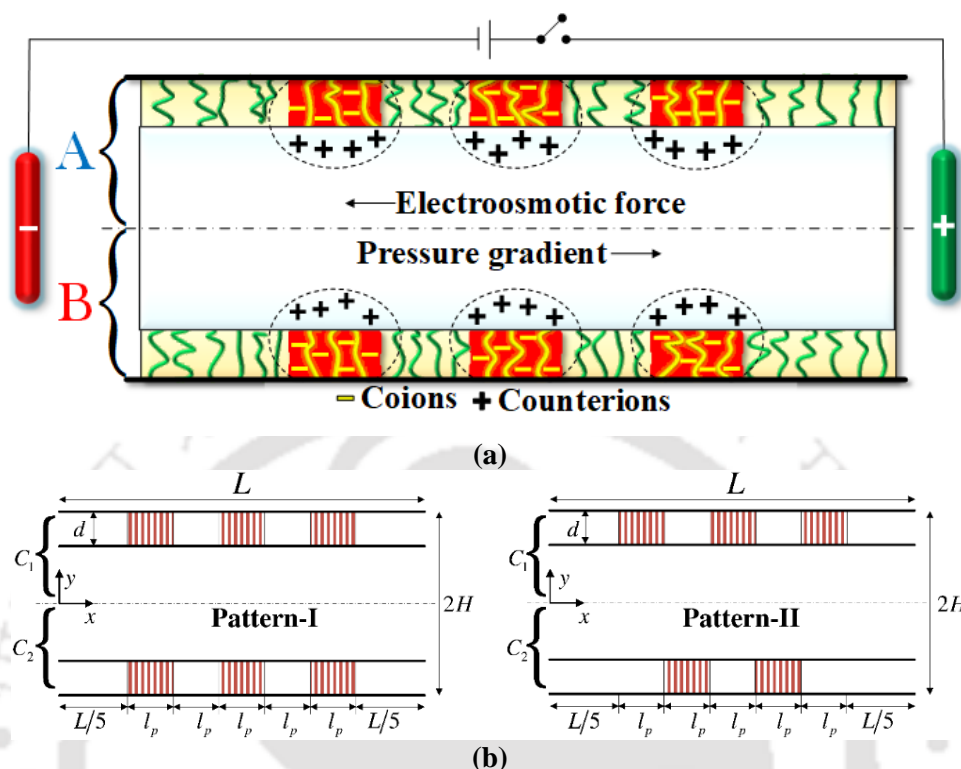 A
B
−
+
←Electroosmotic force
Pressure gradient→
− Coions + Counterions
(a)
L
d
C₁
y
x
Pattern-I
2H
C₂
L/5 lₚ lₚ lₚ lₚ lₚ L/5
L
d
C₁
y
x
Pattern-II
2H
C₂
L/5 lₚ lₚ lₚ lₚ lₚ L/5
(b)